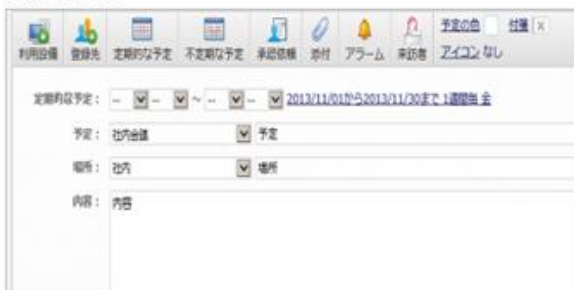 利用設備 登録先 定期的な予定 不定期な予定 承認依頼 添付 アラーム 来訪者 予定の色 付箋 x
アイコン なし
定期的な予定： -- -- ～ -- -- 2013/11/01から2013/11/30まで 1週間毎 金
予定： 社内会議 予定
場所： 社内 場所
内容： 内容